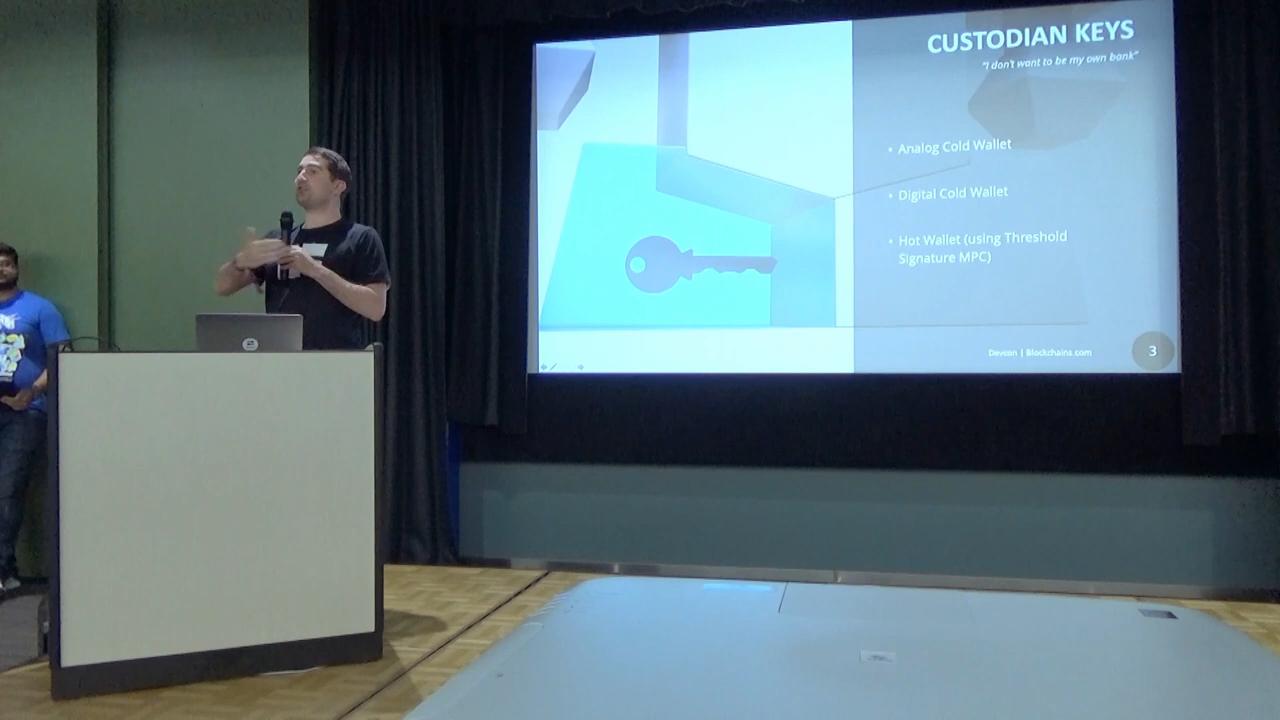 CUSTODIAN KEYS
"I don't want to be my own bank"
• Analog Cold Wallet
• Digital Cold Wallet
• Hot Wallet (using Threshold
Signature MPC)
Devcon | Blockchains.com
3